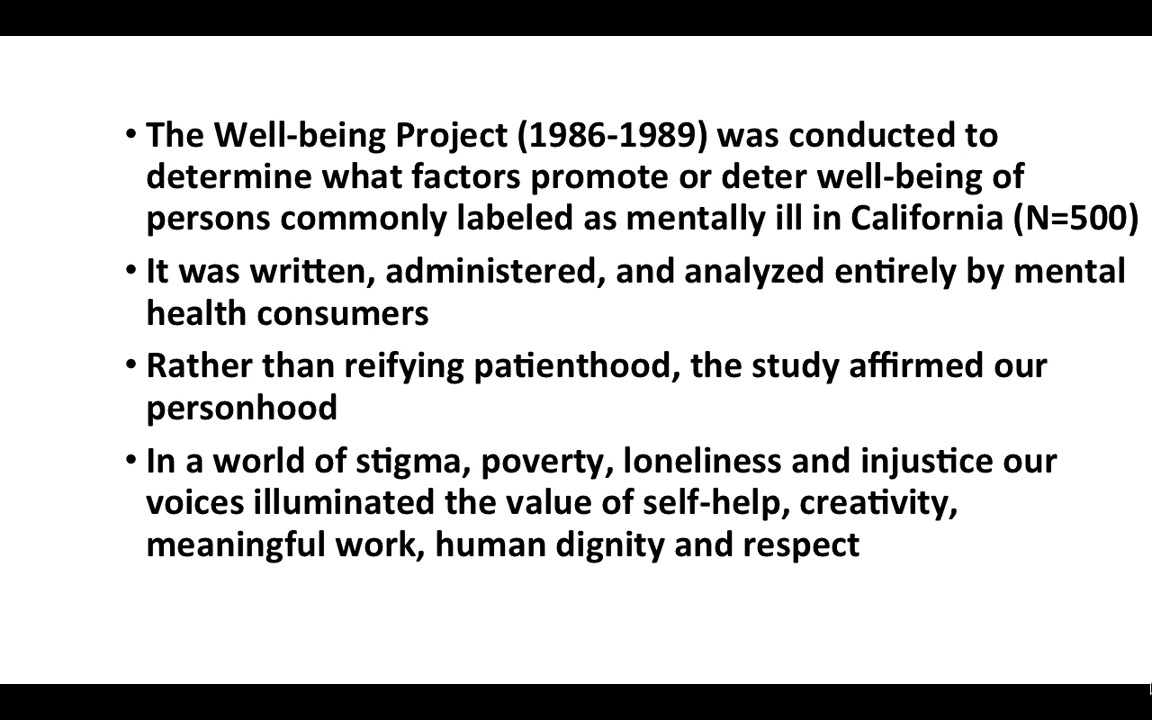 • The Well-being Project (1986-1989) was conducted to
determine what factors promote or deter well-being of
persons commonly labeled as mentally ill in California (N=500)
• It was written, administered, and analyzed entirely by mental
health consumers
• Rather than reifying patienthood, the study affirmed our
personhood
• In a world of stigma, poverty, loneliness and injustice our
voices illuminated the value of self-help, creativity,
meaningful work, human dignity and respect